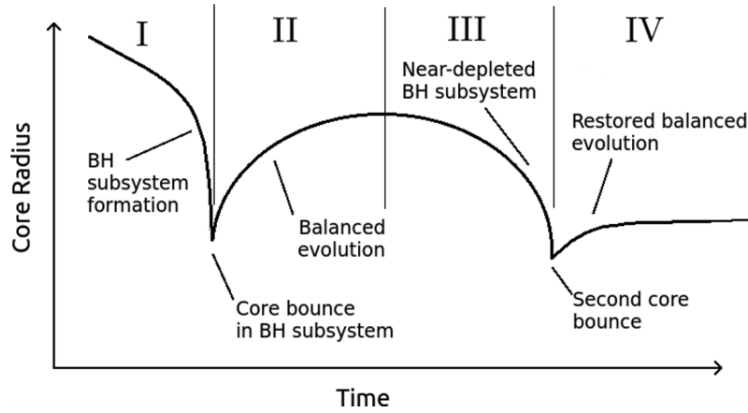 I
II
III
IV
Near-depleted
BH subsystem
Restored balanced
evolution
BH
subsystem
formation
Balanced
evolution
Core bounce
in BH subsystem
Second core
bounce
Core Radius
Time